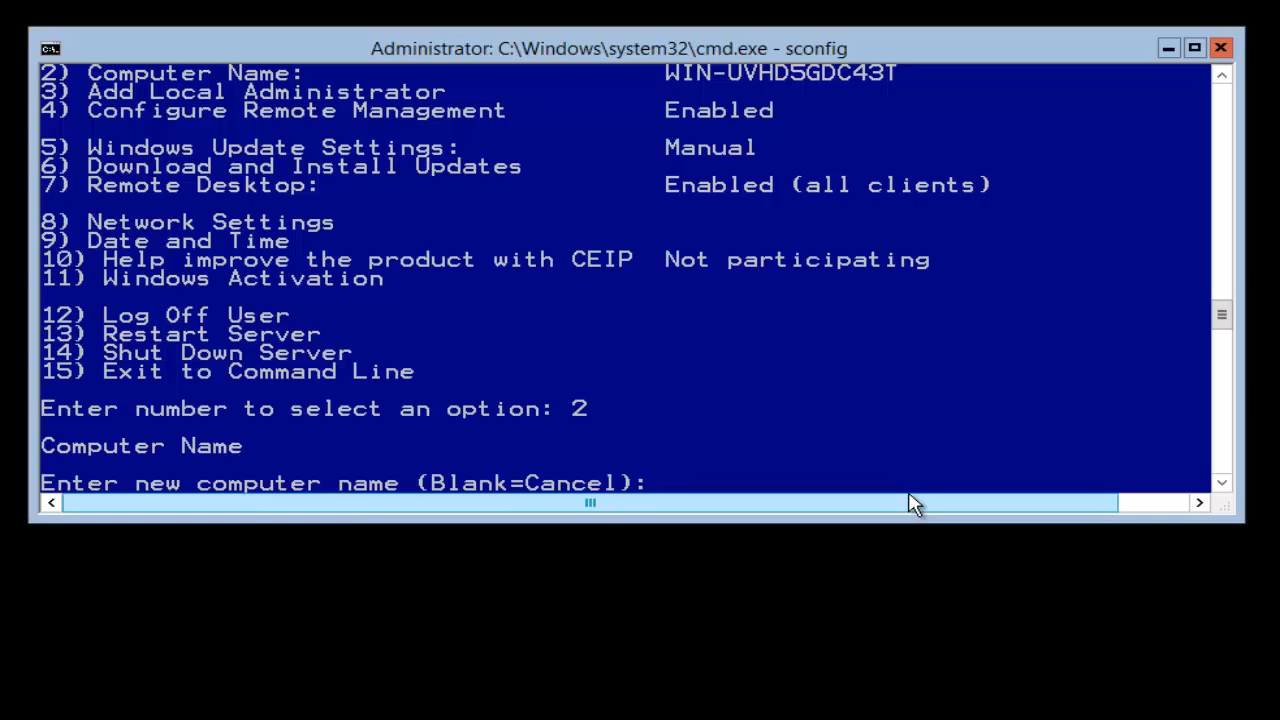 Administrator: C:\Windows\system32\cmd.exe - sconfig
2) Computer Name: WIN-UVHD5GDC43T
3) Add Local Administrator
4) Configure Remote Management Enabled
5) Windows Update Settings: Manual
6) Download and Install Updates
7) Remote Desktop: Enabled (all clients)
8) Network Settings
9) Date and Time
10) Help improve the product with CEIP Not participating
11) Windows Activation
12) Log Off User
13) Restart Server
14) Shut Down Server
15) Exit to Command Line
Enter number to select an option: 2
Computer Name
Enter new computer name (Blank=Cancel):